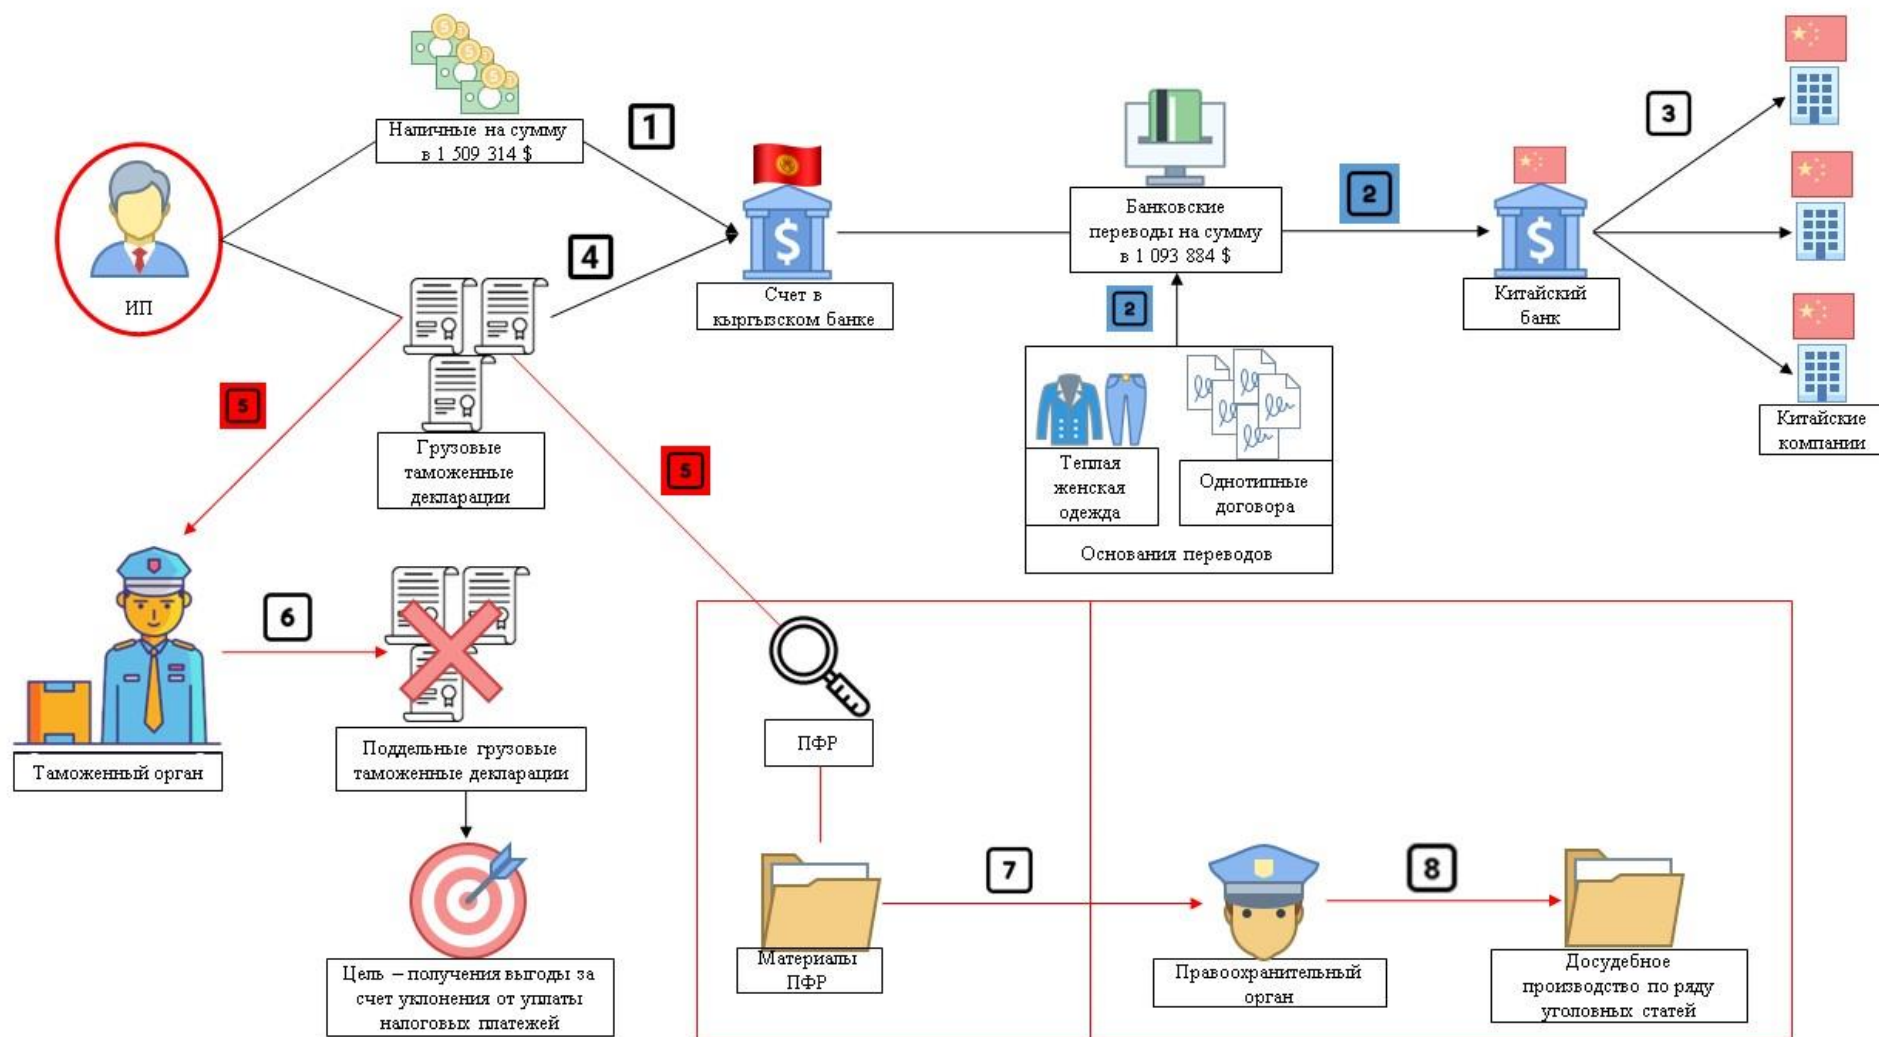 Наличные на сумму
в 1 509 314 $
1
ИП
4
Счет в
кыргызском банке
Банковские
переводы на сумму
в 1 093 884 $
2
Китайский
банк
3
Китайские
компании
2
Теплая
женская
одежда
Однотипные
договора
Основания переводов
5
Грузовые
таможенные
декларации
5
Таможенный орган
6
Поддельные грузовые
таможенные декларации
Цель – получения выгоды за
счет уклонения от уплаты
налоговых платежей
ПФР
Материалы
ПФР
7
Правоохранительный
орган
8
Досудебное
производство по ряду
уголовных статей